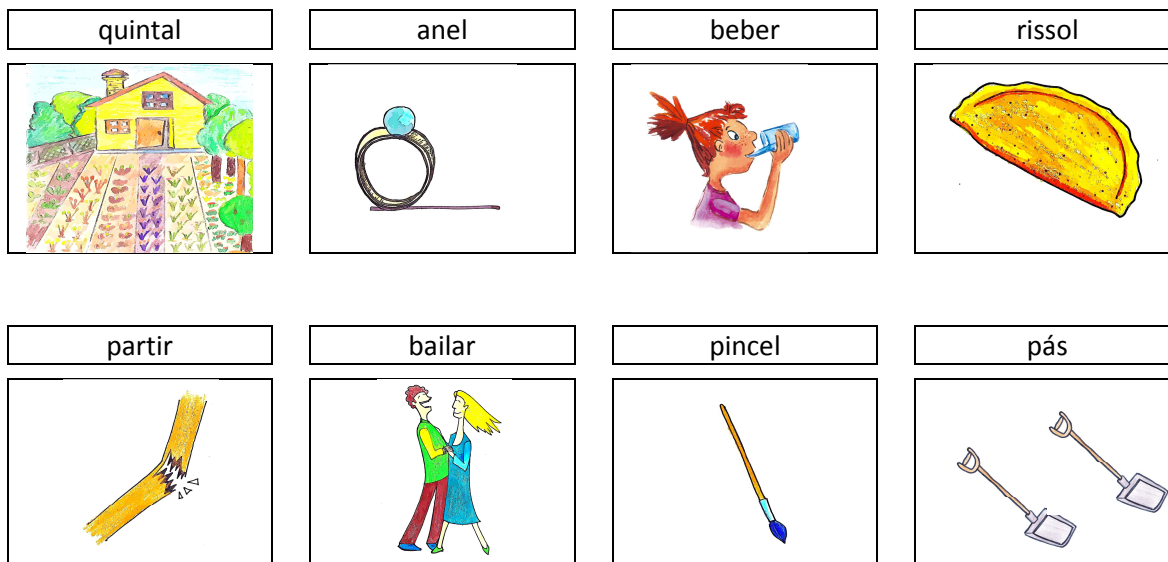 quintal
anel
beber
rissol
partir
bailar
pincel
pás